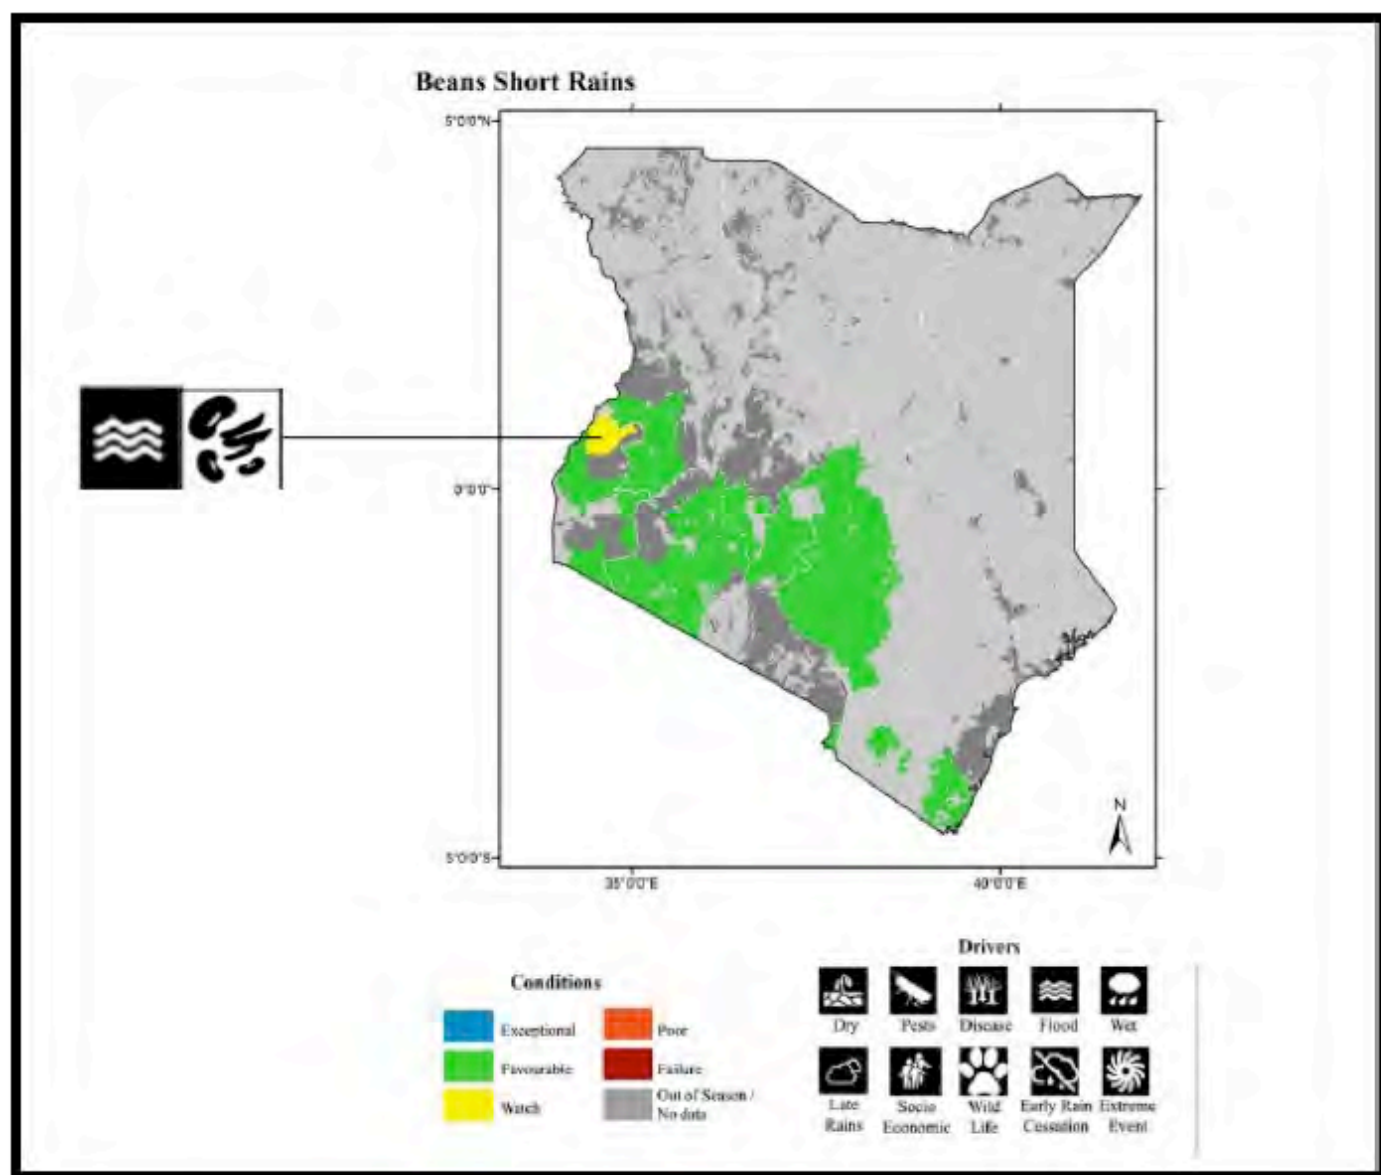 Beans Short Rains
5°0'0"N
0°0'0"
5°0'0"S
35°0'0"E 40°0'0"E
N
Conditions
Exceptional Poor
Favourable Failure
Watch Out of Season /
No data
Drivers
Dry Pests Disease Flood Wet
Late Socio Wild Early Rain Extreme
Rains Economic Life Cessation Event